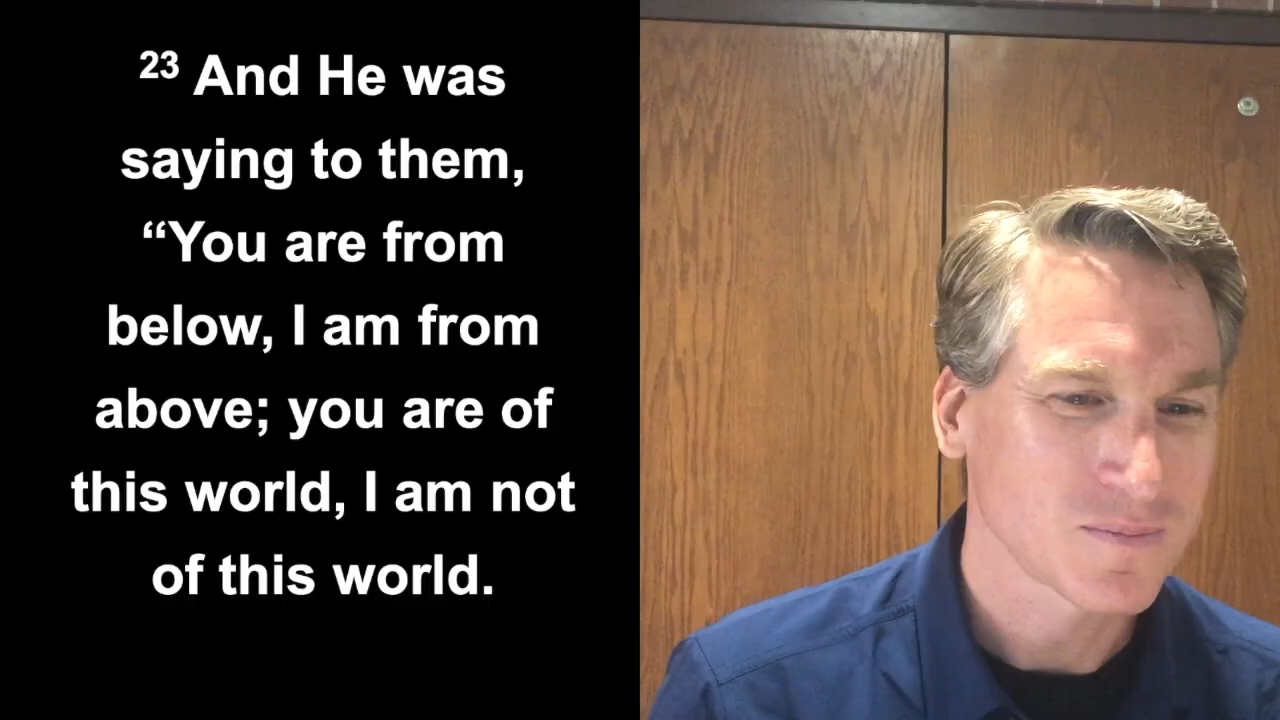 23 And He was
saying to them,
“You are from
below, I am from
above; you are of
this world, I am not
of this world.